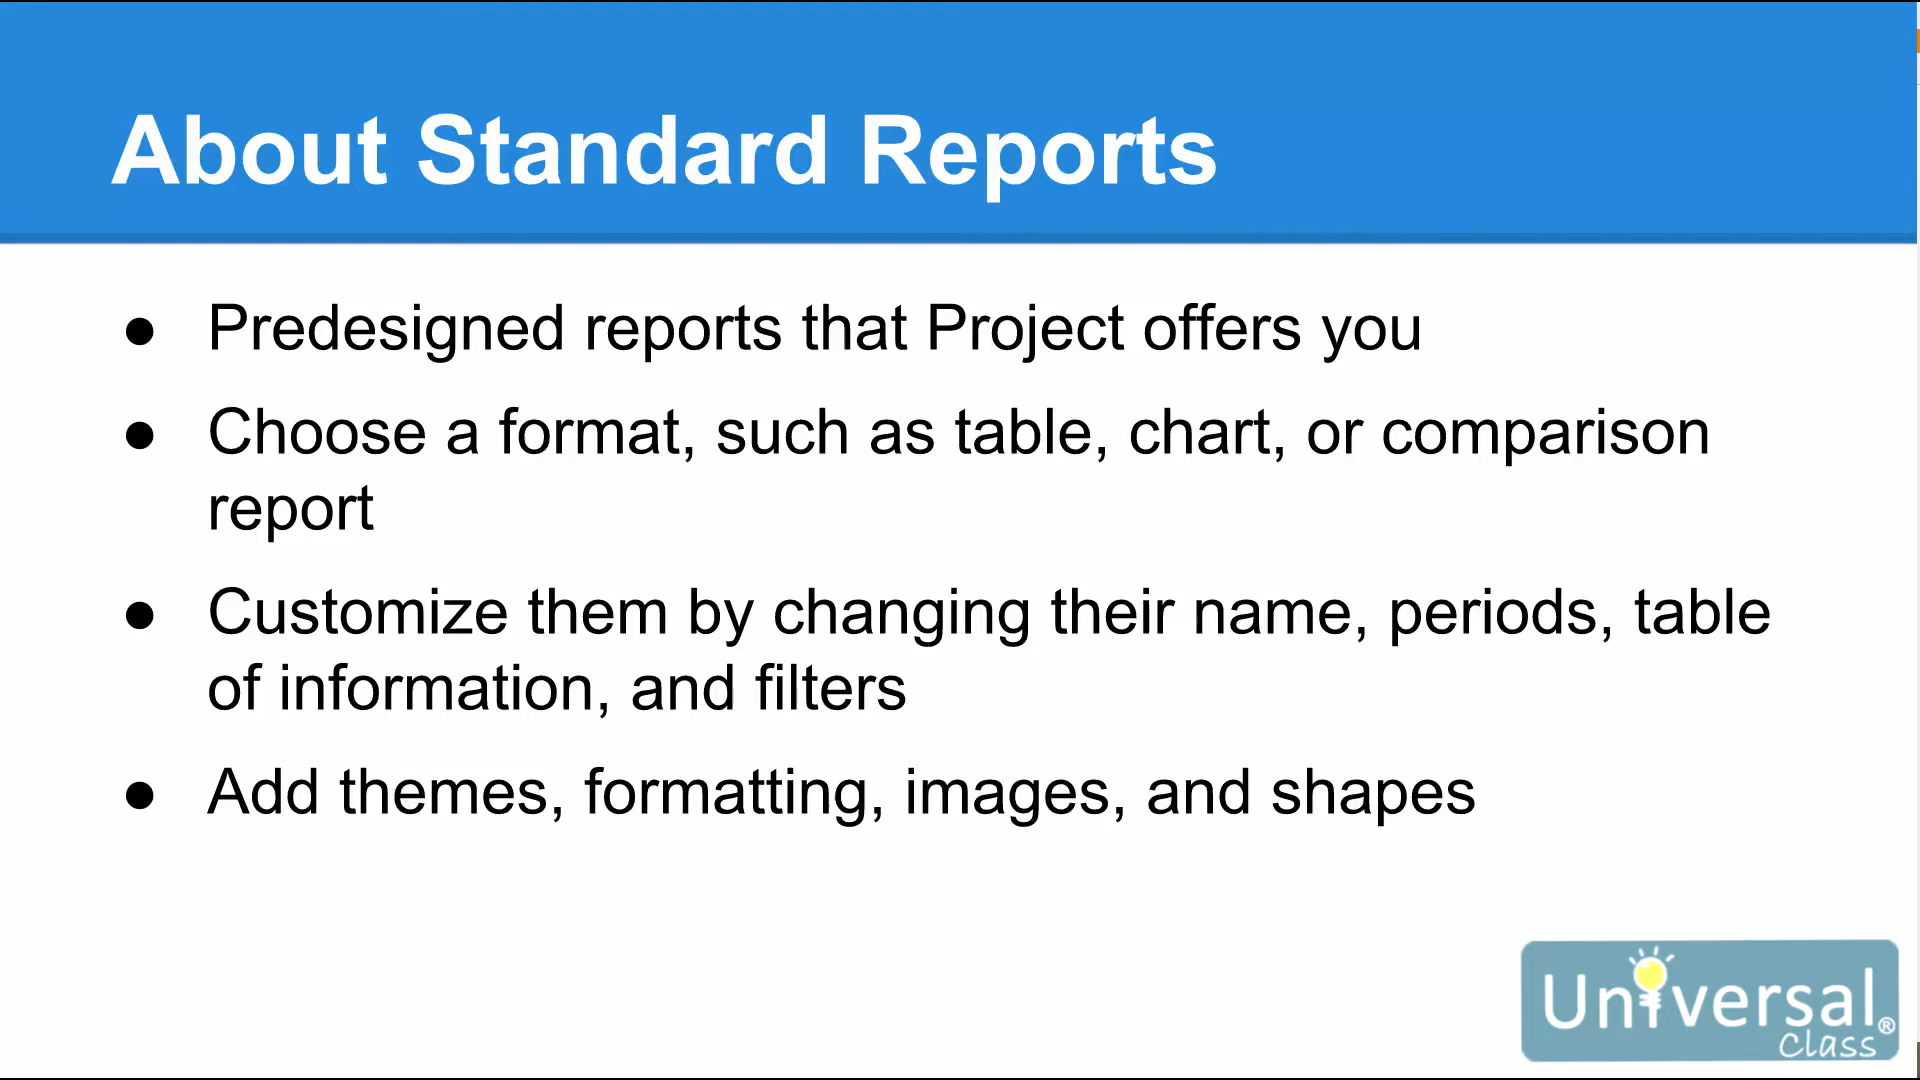 About Standard Reports
● Predesigned reports that Project offers you
● Choose a format, such as table, chart, or comparison
report
● Customize them by changing their name, periods, table
of information, and filters
● Add themes, formatting, images, and shapes
Universal®
Class